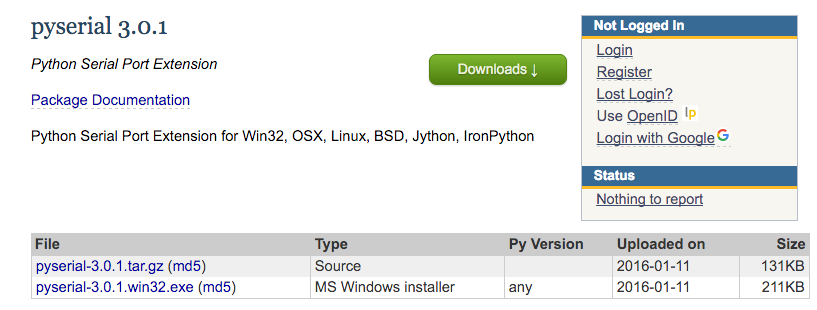 pyserial 3.0.1
Python Serial Port Extension
Downloads ↓
Package Documentation
Python Serial Port Extension for Win32, OSX, Linux, BSD, Jython, IronPython
Not Logged In
Login
Register
Lost Login?
Use OpenID
Login with Google
Status
Nothing to report
File Type Py Version Uploaded on Size
pyserial-3.0.1.tar.gz (md5) Source 2016-01-11 131KB
pyserial-3.0.1.win32.exe (md5) MS Windows installer any 2016-01-11 211KB